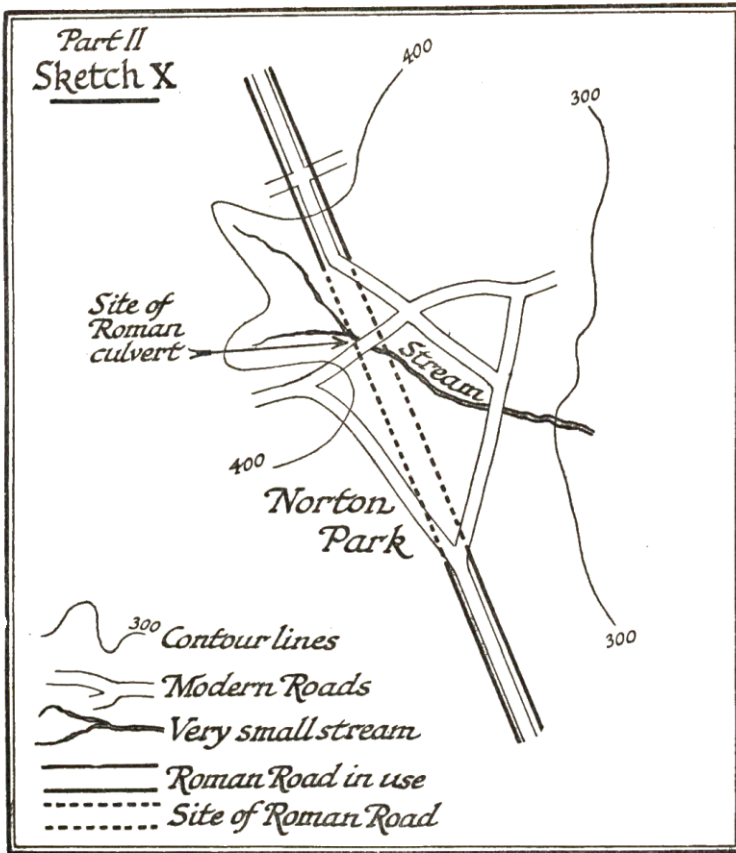 Part II
Sketch X
400
300
Site of
Roman
culvert
Stream
400
Norton
Park
300
300 Contour lines
Modern Roads
Very small stream
Roman Road in use
Site of Roman Road